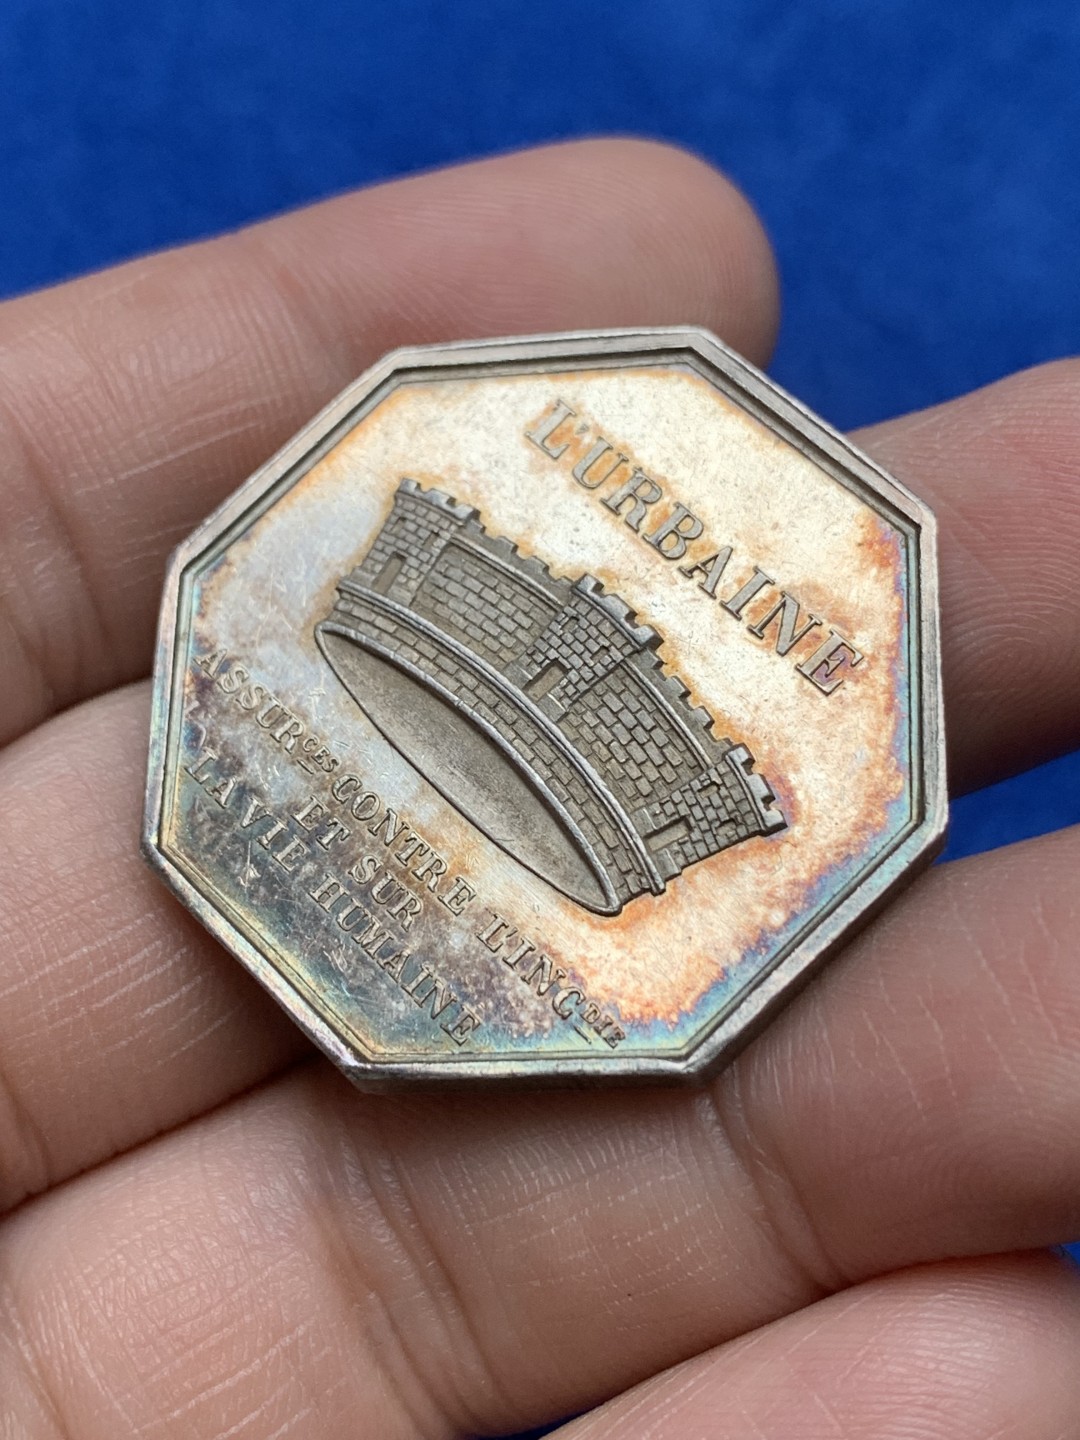 L'URBAINE
ASSURCES CONTRE L'INCDIE
ET SUR
LA VIE HUMAINE